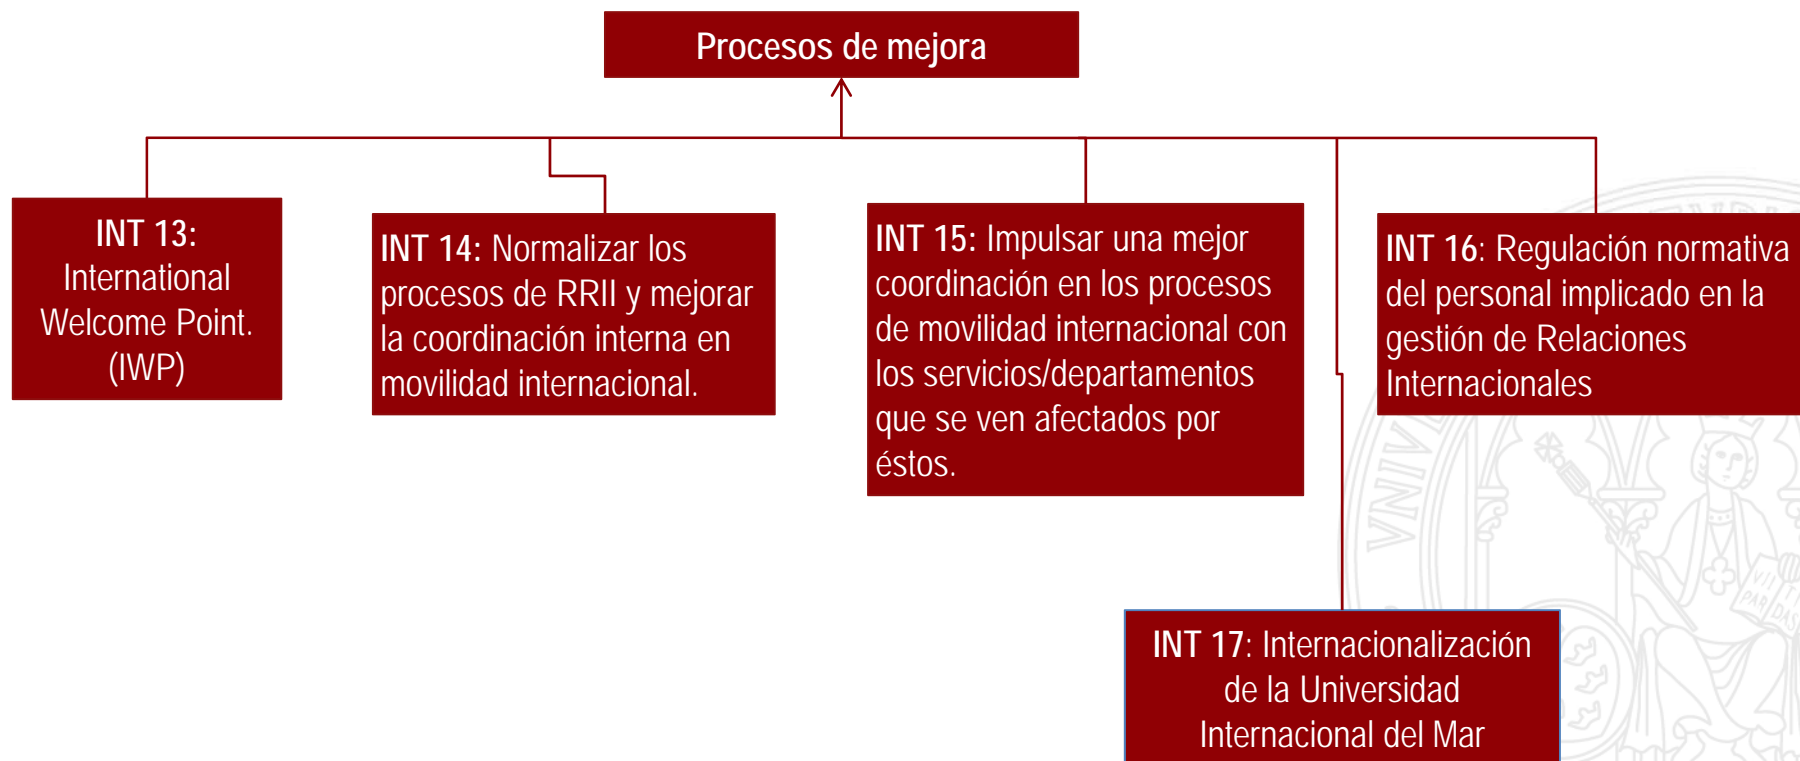 Procesos de mejora
INT 13:
International
Welcome Point.
(IWP)
INT 14: Normalizar los
procesos de RRII y mejorar
la coordinación interna en
movilidad internacional.
INT 15: Impulsar una mejor
coordinación en los procesos
de movilidad internacional con
los servicios/departamentos
que se ven afectados por
éstos.
INT 16: Regulación normativa
del personal implicado en la
gestión de Relaciones
Internacionales
INT 17: Internacionalización
de la Universidad
Internacional del Mar